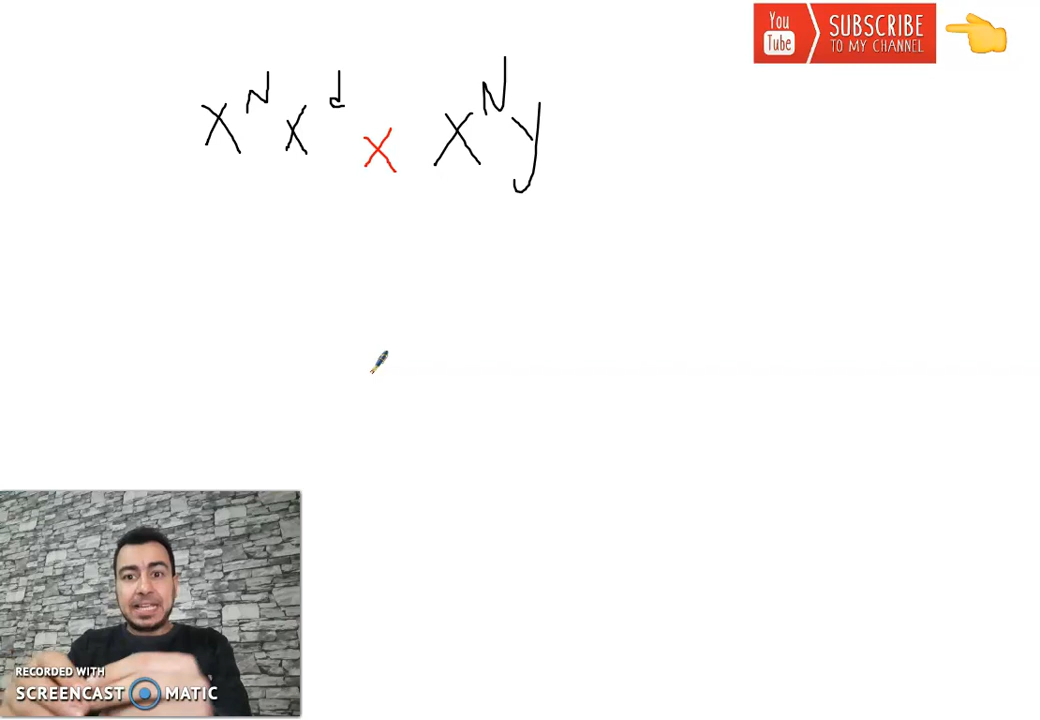 You
Tube
SUBSCRIBE
TO MY CHANNEL
X^N X^d x X^N y
RECORDED WITH
SCREENCAST MATIC